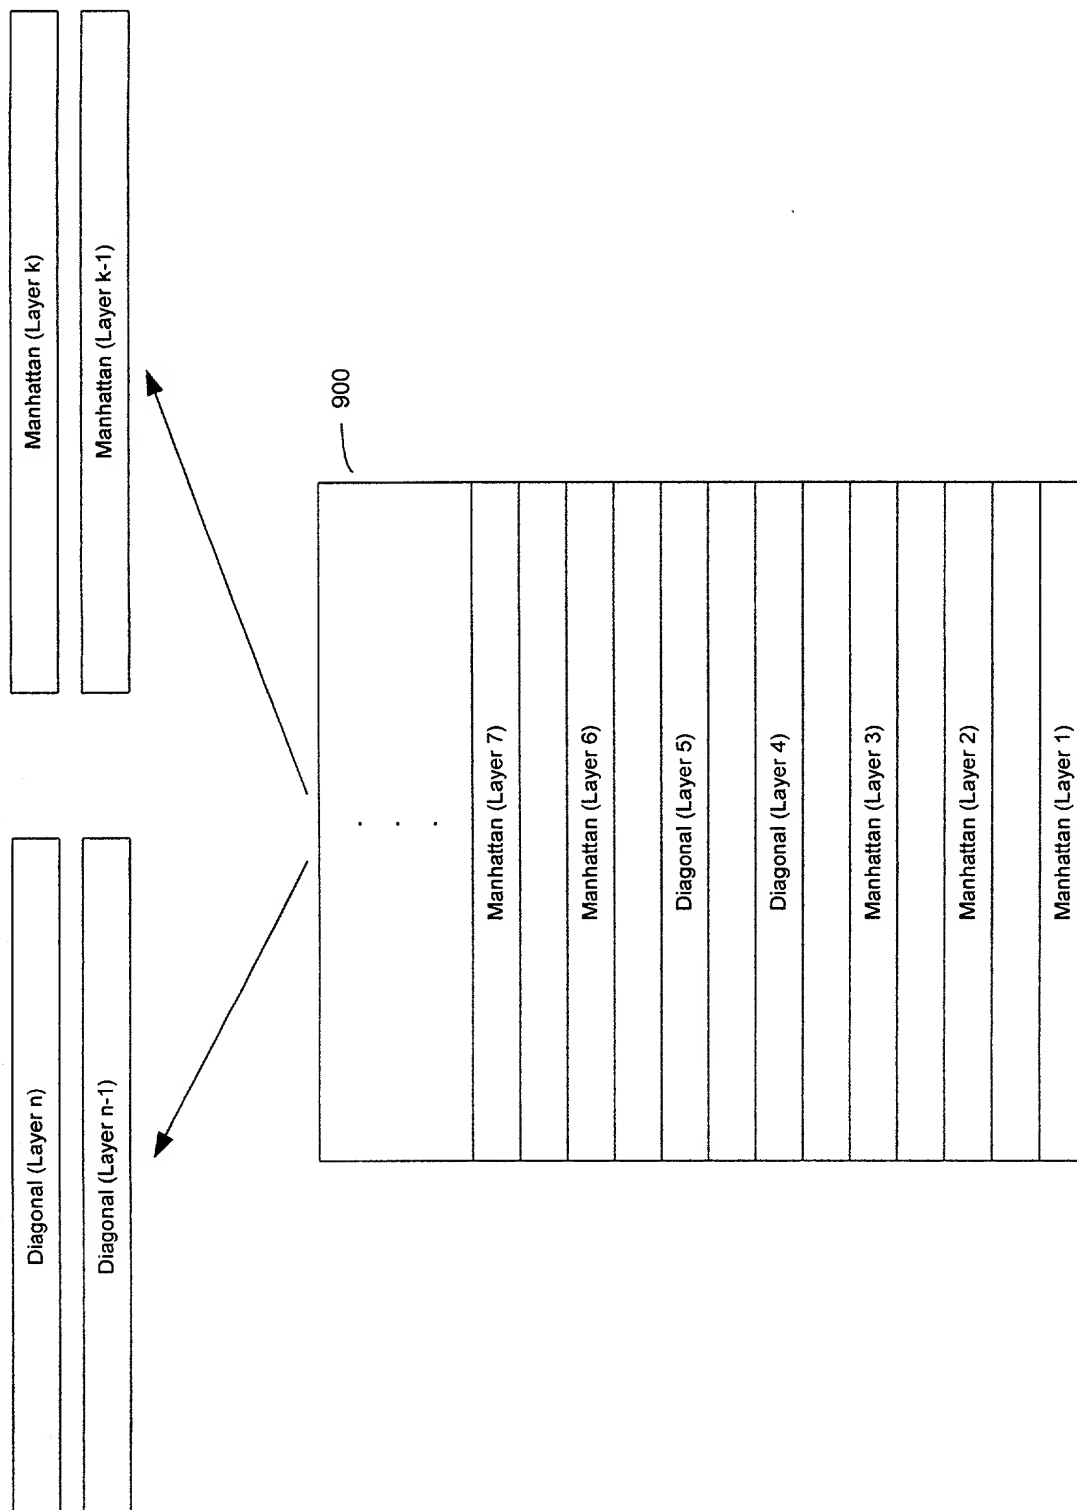 Diagonal (Layer n)
Diagonal (Layer n-1)
Manhattan (Layer k)
Manhattan (Layer k-1)
900
. . .
Manhattan (Layer 7)
Manhattan (Layer 6)
Diagonal (Layer 5)
Diagonal (Layer 4)
Manhattan (Layer 3)
Manhattan (Layer 2)
Manhattan (Layer 1)